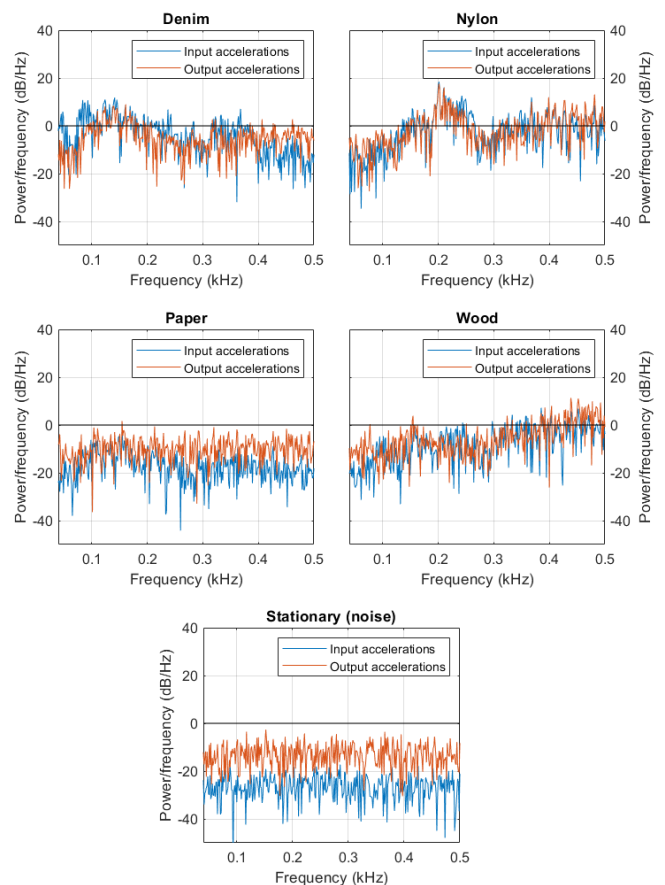 Denim
40
20
0
-20
-40
Power/frequency (dB/Hz)
Input accelerations
Output accelerations
0.1 0.2 0.3 0.4 0.5
Frequency (kHz)
Nylon
Input accelerations
Output accelerations
40
20
0
-20
-40
Power/frequency (dB/Hz)
0.1 0.2 0.3 0.4 0.5
Frequency (kHz)
Paper
40
20
0
-20
-40
Power/frequency (dB/Hz)
Input accelerations
Output accelerations
0.1 0.2 0.3 0.4 0.5
Frequency (kHz)
Wood
Input accelerations
Output accelerations
40
20
0
-20
-40
Power/frequency (dB/Hz)
0.1 0.2 0.3 0.4 0.5
Frequency (kHz)
Stationary (noise)
40
20
0
-20
-40
Power/frequency (dB/Hz)
Input accelerations
Output accelerations
0.1 0.2 0.3 0.4 0.5
Frequency (kHz)